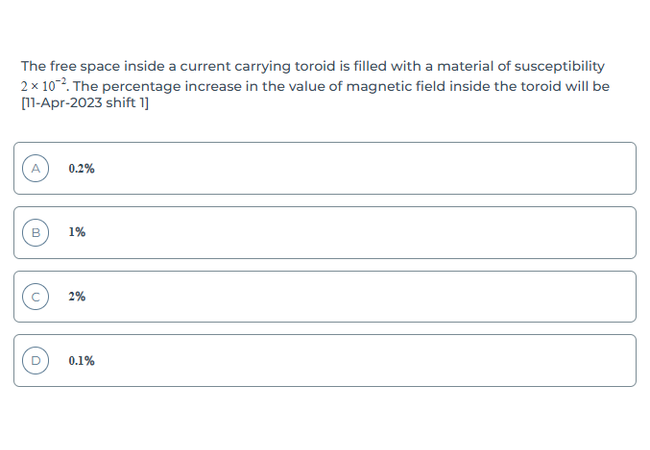 The free space inside a current carrying toroid is filled with a material of susceptibility
2 × 10⁻². The percentage increase in the value of magnetic field inside the toroid will be
[11-Apr-2023 shift 1]
A 0.2%
B 1%
C 2%
D 0.1%